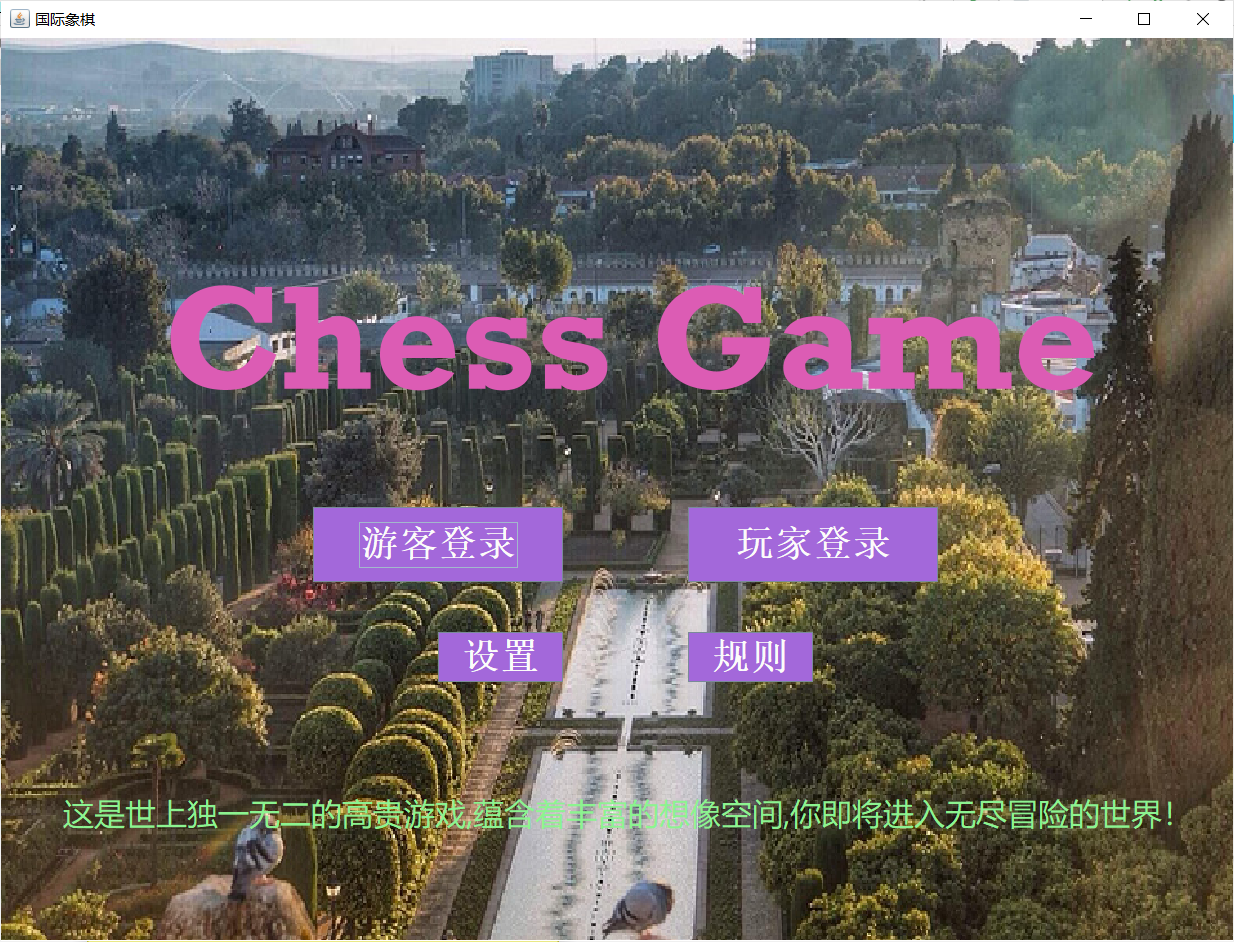 国际象棋
Chess Game
游客登录 玩家登录
设置 规则
这是世上独一无二的高贵游戏,蕴含着丰富的想像空间,你即将进入无尽冒险的世界!